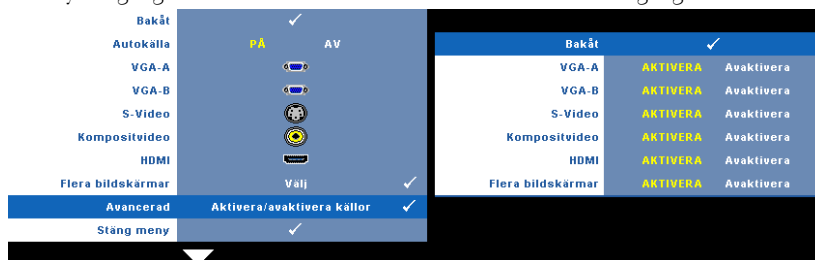 Bakåt
Autokälla PÅ AV
VGA-A
VGA-B
S-Video
Kompositvideo
HDMI
Flera bildskärmar Välj
Avancerad Aktivera/avaktivera källor
Stäng meny
Bakåt
VGA-A AKTIVERA Avaktivera
VGA-B AKTIVERA Avaktivera
S-Video AKTIVERA Avaktivera
Kompositvideo AKTIVERA Avaktivera
HDMI AKTIVERA Avaktivera
Flera bildskärmar AKTIVERA Avaktivera